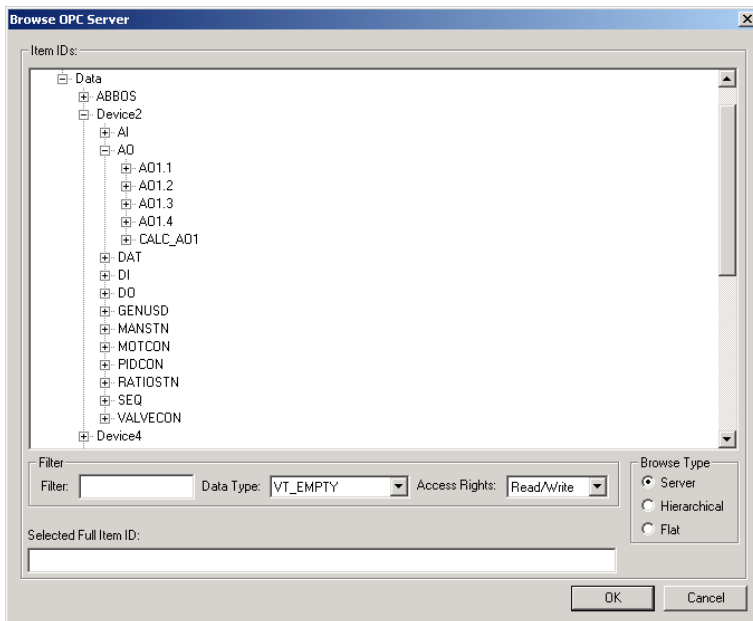 Browse OPC Server
Item IDs:
Data
ABBOS
Device2
AI
AO
AO1.1
AO1.2
AO1.3
AO1.4
CALC_AO1
DAT
DI
DO
GENUSD
MANSTN
MOTCON
PIDCON
RATIOSTN
SEQ
VALVECON
Device4
Filter
Browse Type
Filter: Data Type: VT_EMPTY Access Rights: Read/Write
Server
Hierarchical
Flat
Selected Full Item ID:
OK Cancel